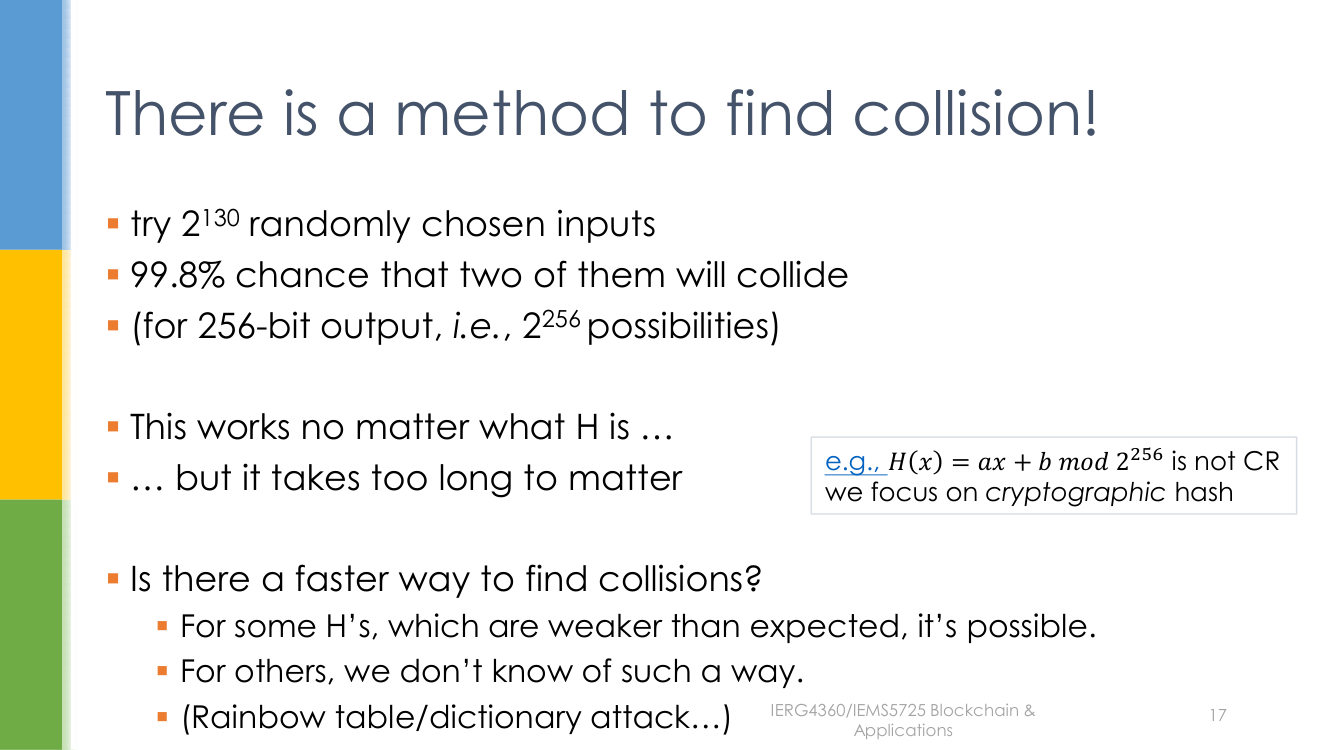 There is a method to find collision!
▪ try 2¹³⁰ randomly chosen inputs
▪ 99.8% chance that two of them will collide
▪ (for 256-bit output, i.e., 2²⁵⁶ possibilities)
▪ This works no matter what H is …
▪ … but it takes too long to matter
e.g., H(x) = ax + b mod 2²⁵⁶ is not CR
we focus on cryptographic hash
▪ Is there a faster way to find collisions?
▪ For some H’s, which are weaker than expected, it’s possible.
▪ For others, we don’t know of such a way.
▪ (Rainbow table/dictionary attack…)
IERG4360/IEMS5725 Blockchain &
Applications
17